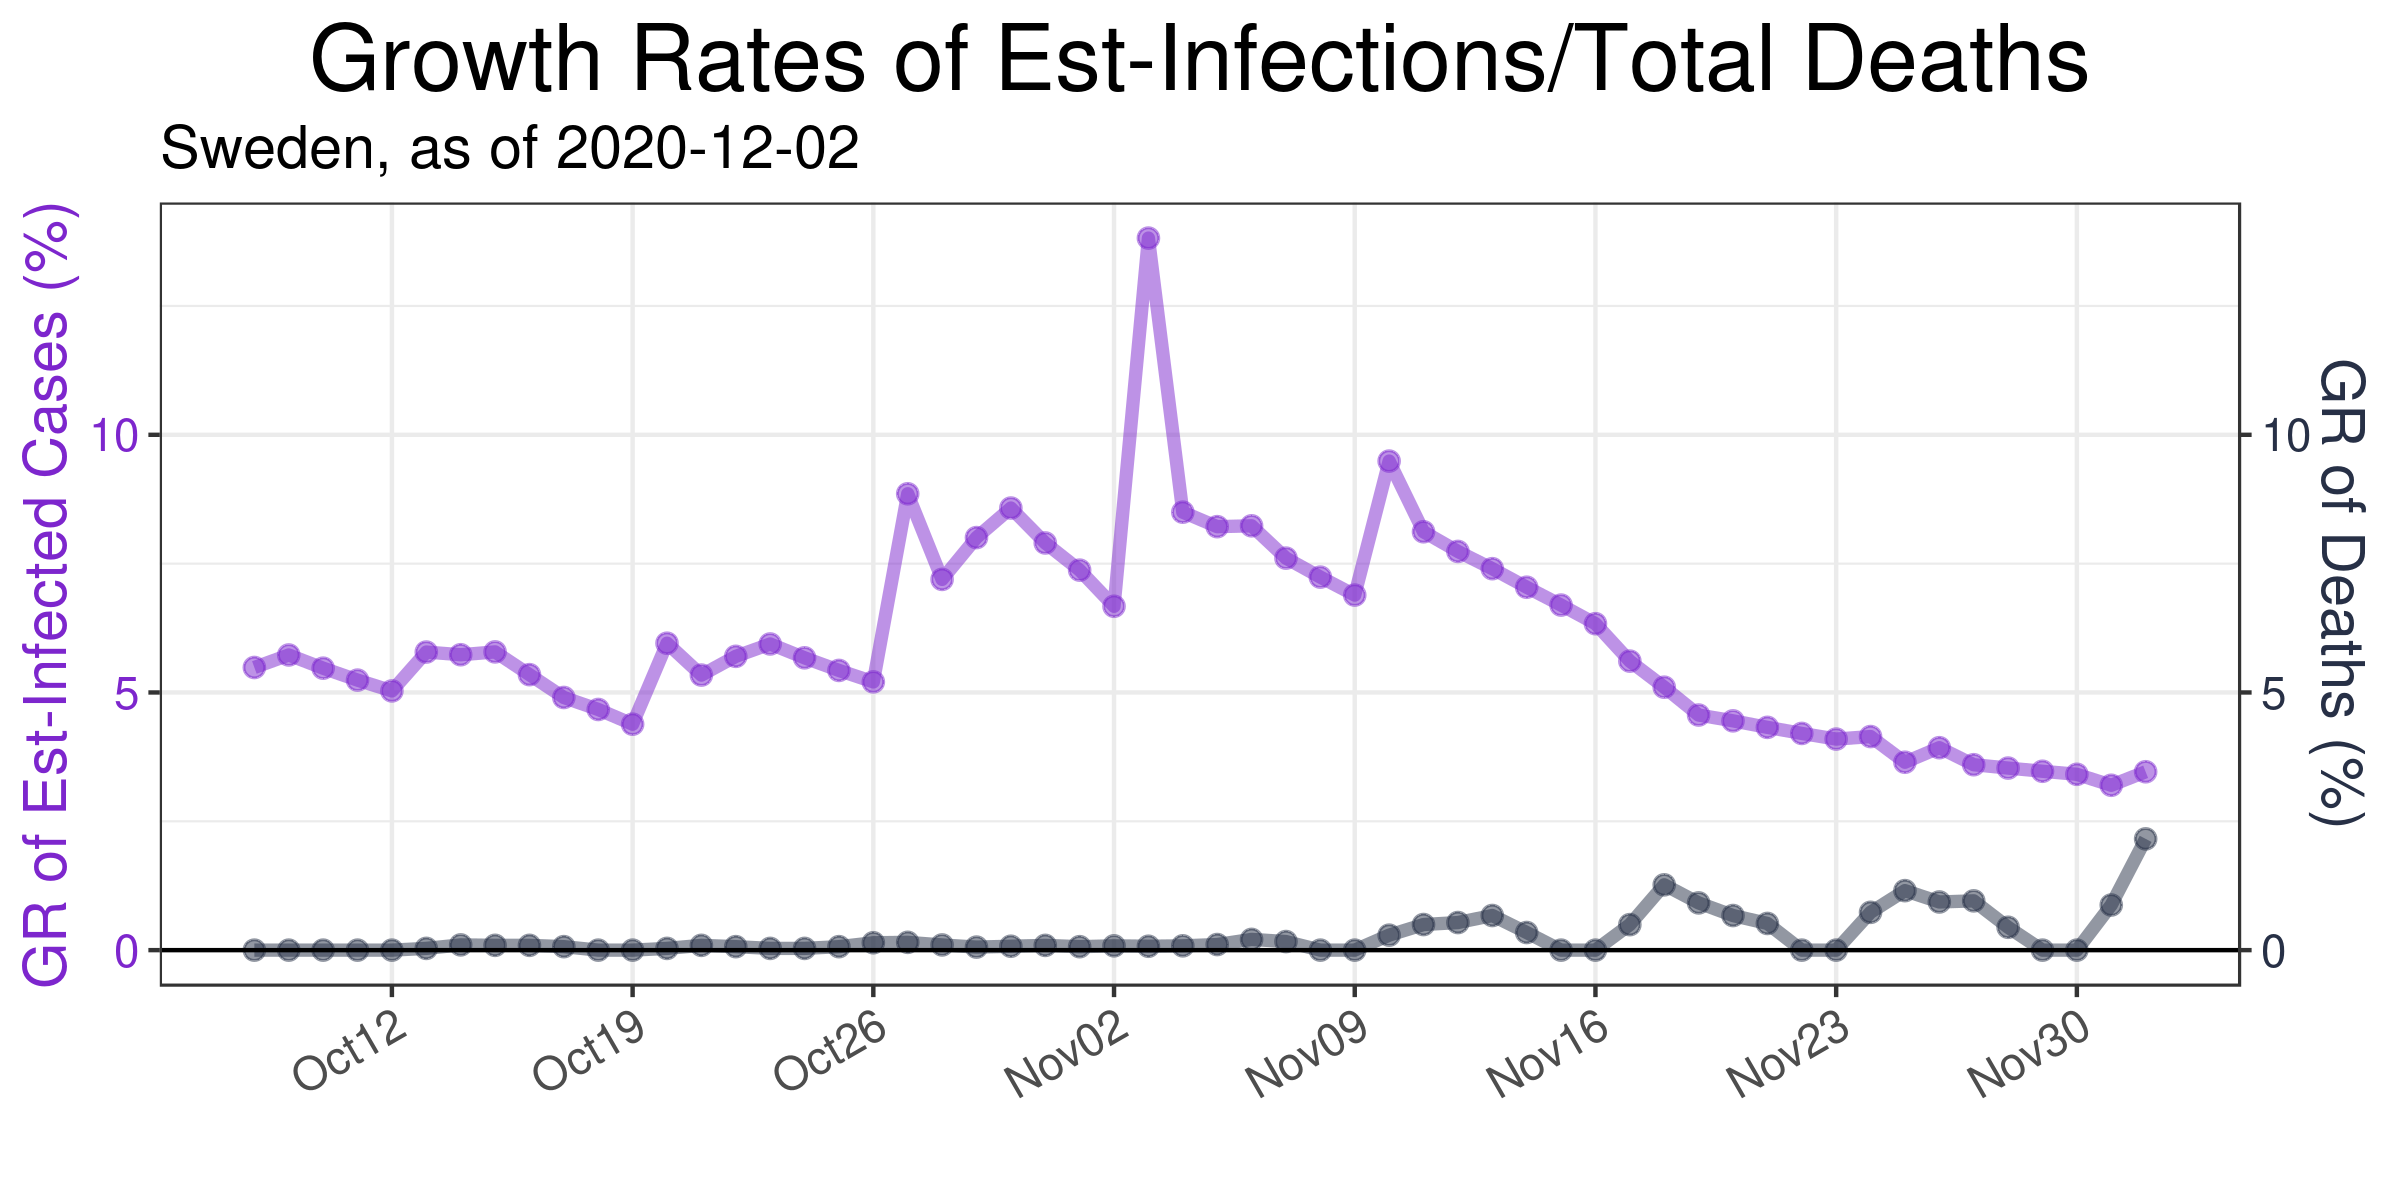 Growth Rates of Est-Infections/Total Deaths
Sweden, as of 2020-12-02
GR of Est-Infected Cases (%)
10
5
0
10
5
0
GR of Deaths (%)
Oct12
Oct19
Oct26
Nov02
Nov09
Nov16
Nov23
Nov30